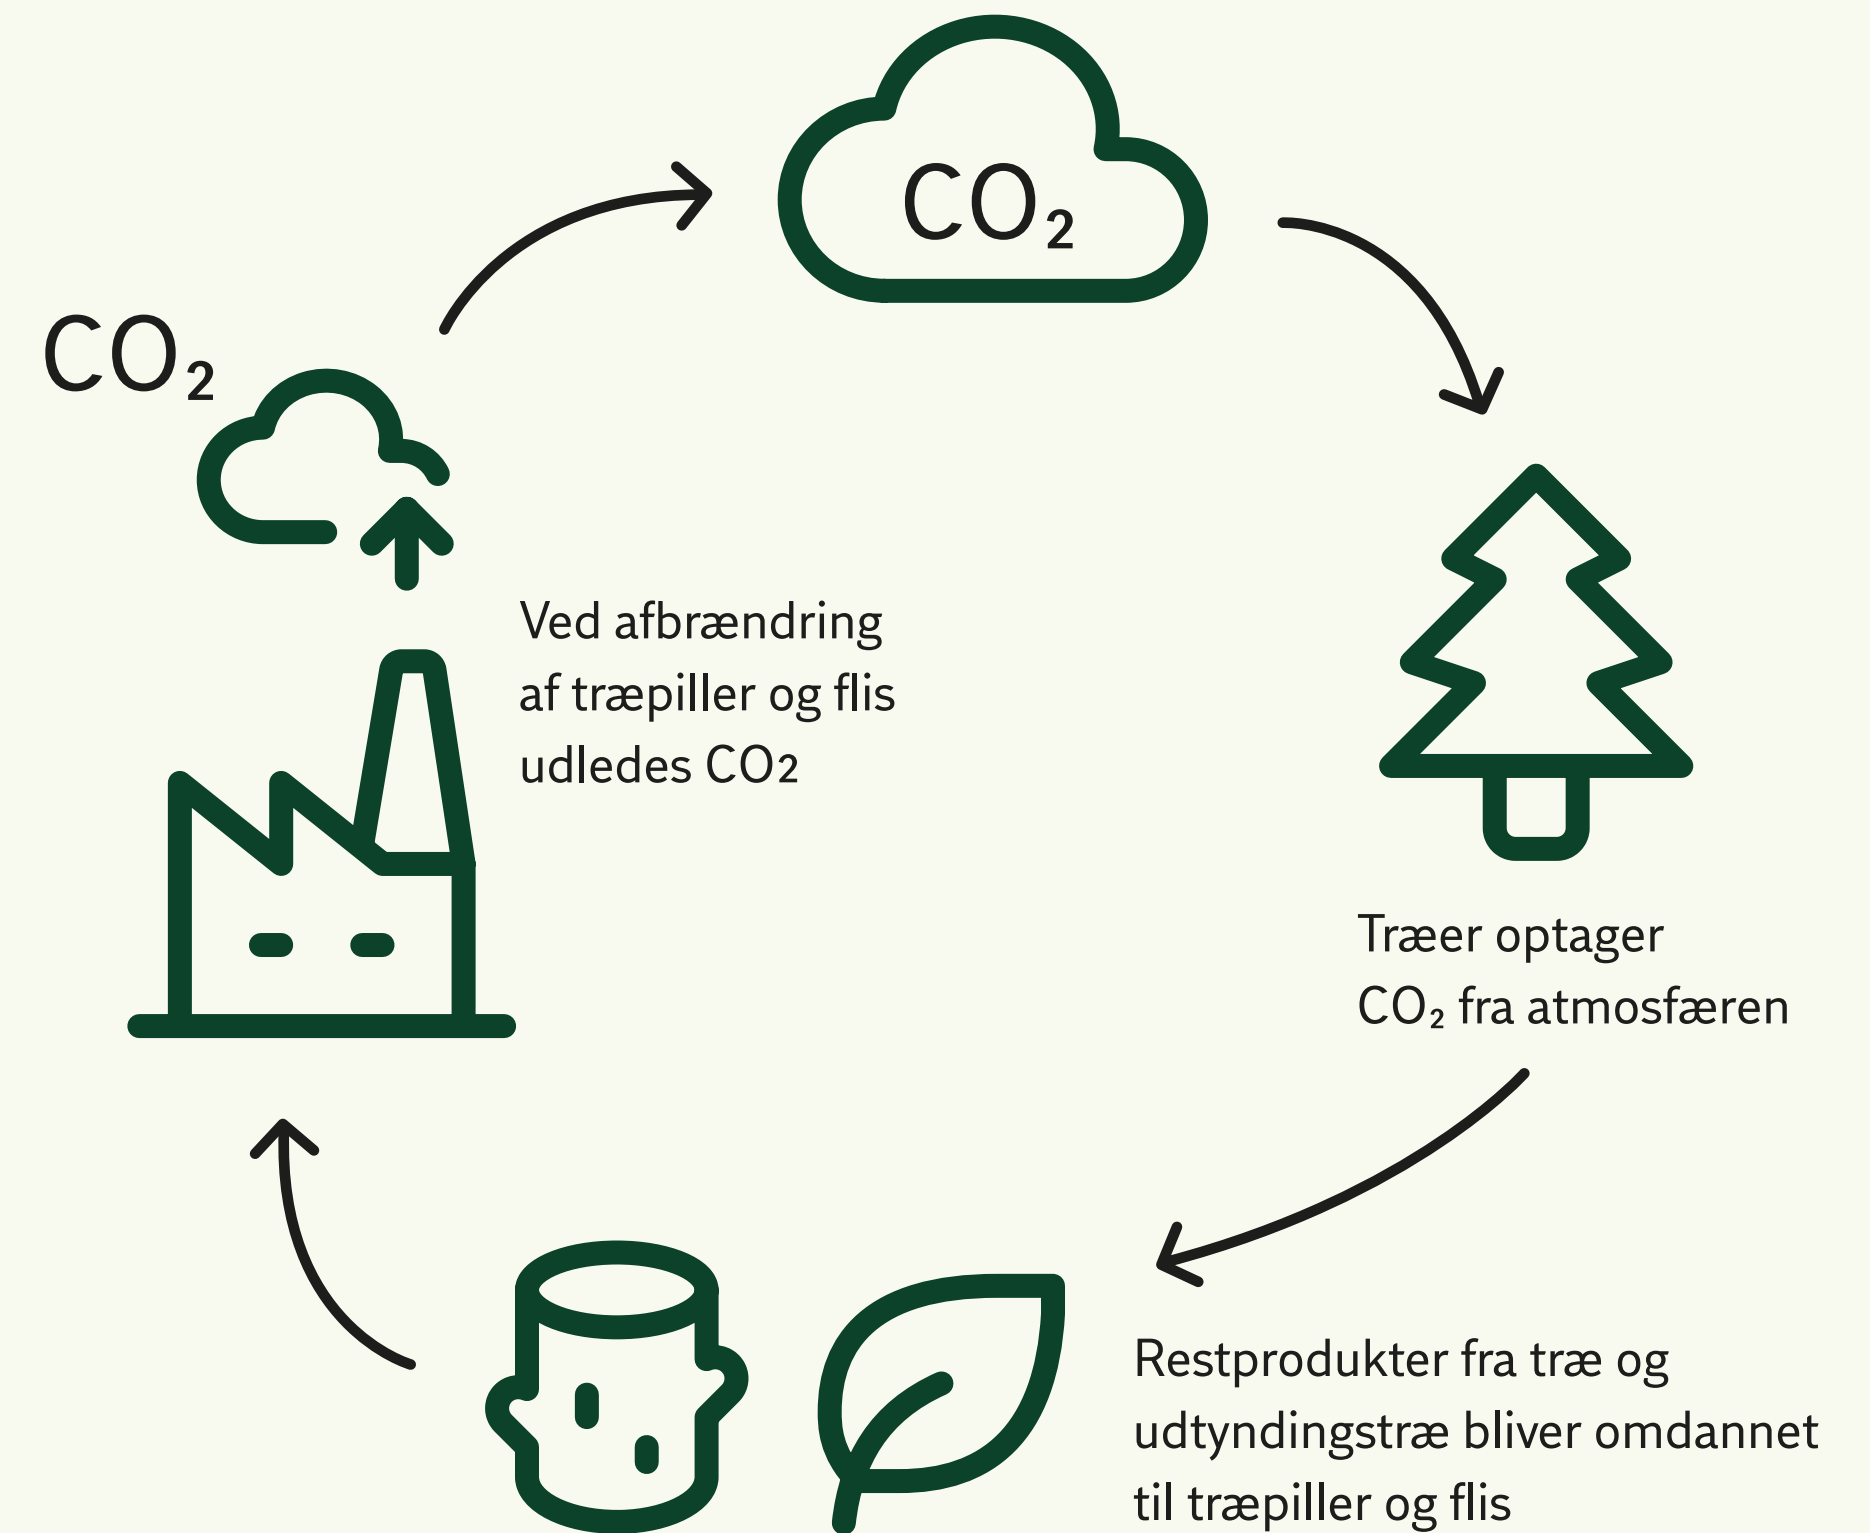 CO₂
CO₂
Ved afbrændring
af træpiller og flis
udledes CO2
Træer optager
CO₂ fra atmosfæren
Restprodukter fra træ og
udtyndingstræ bliver omdannet
til træpiller og flis